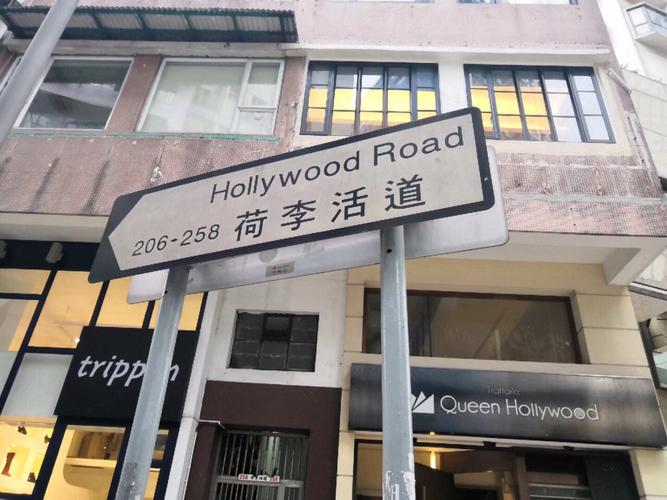 Hollywood Road
206-258 荷李活道
trippen
Trattoria
Queen Hollywood